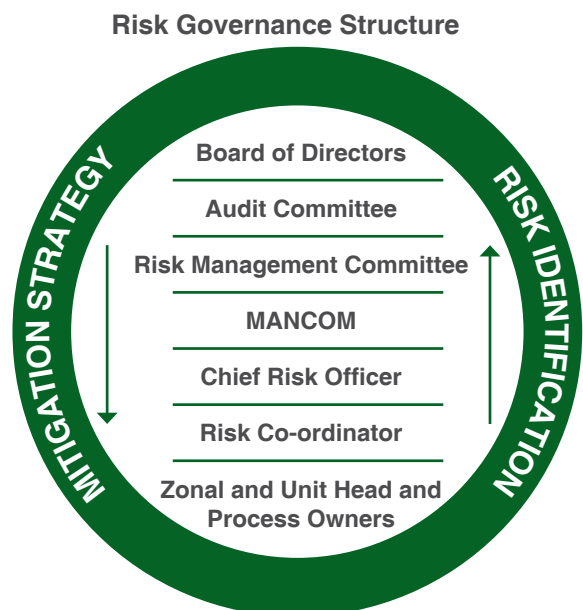 Risk Governance Structure
Board of Directors
Audit Committee
Risk Management Committee
MANCOM
Chief Risk Officer
Risk Co-ordinator
Zonal and Unit Head and
Process Owners
MITIGATION STRATEGY
RISK IDENTIFICATION